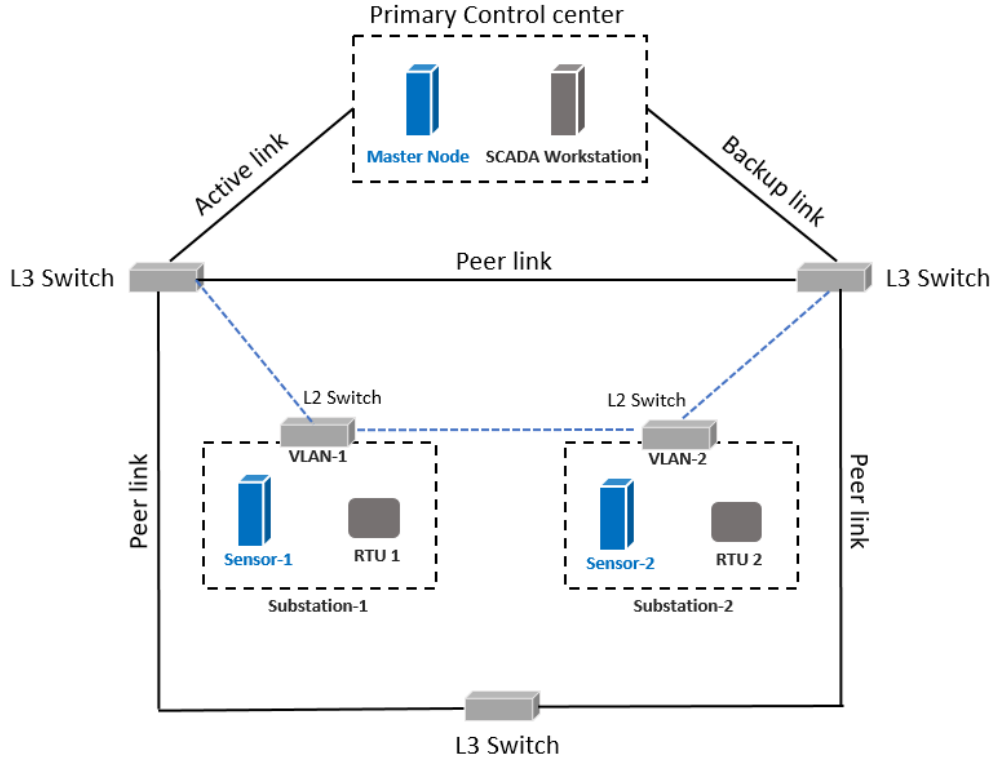 Primary Control center
Master Node
SCADA Workstation
Active link
Backup link
Peer link
L3 Switch
L3 Switch
L2 Switch
L2 Switch
VLAN-1
VLAN-2
Peer link
Peer link
Sensor-1
RTU 1
Sensor-2
RTU 2
Substation-1
Substation-2
L3 Switch